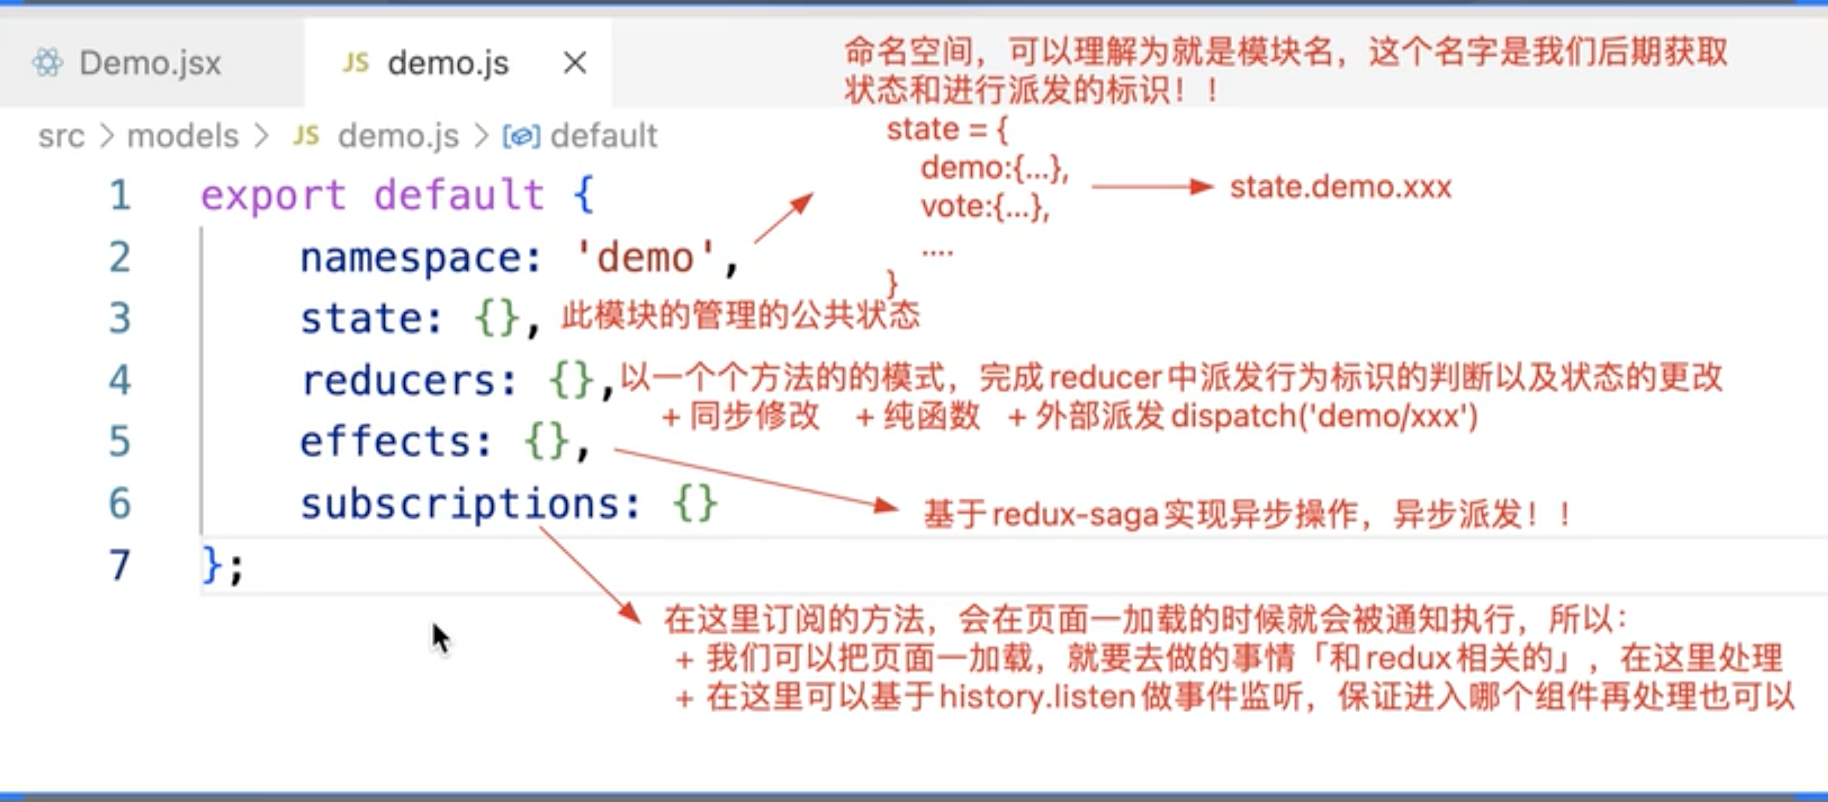 Demo.jsx
JS demo.js ×
命名空间，可以理解为就是模块名，这个名字是我们后期获取
状态和进行派发的标识！！
src > models > JS demo.js > default
state = {
demo:{...},
vote:{...},
....
}
state.demo.xxx
1 export default {
2 namespace: 'demo',
3 state: {}, 此模块的管理的公共状态
4 reducers: {}, 以一个个方法的的模式，完成reducer中派发行为标识的判断以及状态的更改
+ 同步修改 + 纯函数 + 外部派发dispatch('demo/xxx')
5 effects: {},
6 subscriptions: {}
基于redux-saga实现异步操作，异步派发！！
7 };
在这里订阅的方法，会在页面一加载的时候就会被通知执行，所以：
+ 我们可以把页面一加载，就要去做的事情「和redux相关的」，在这里处理
+ 在这里可以基于history.listen做事件监听，保证进入哪个组件再处理也可以